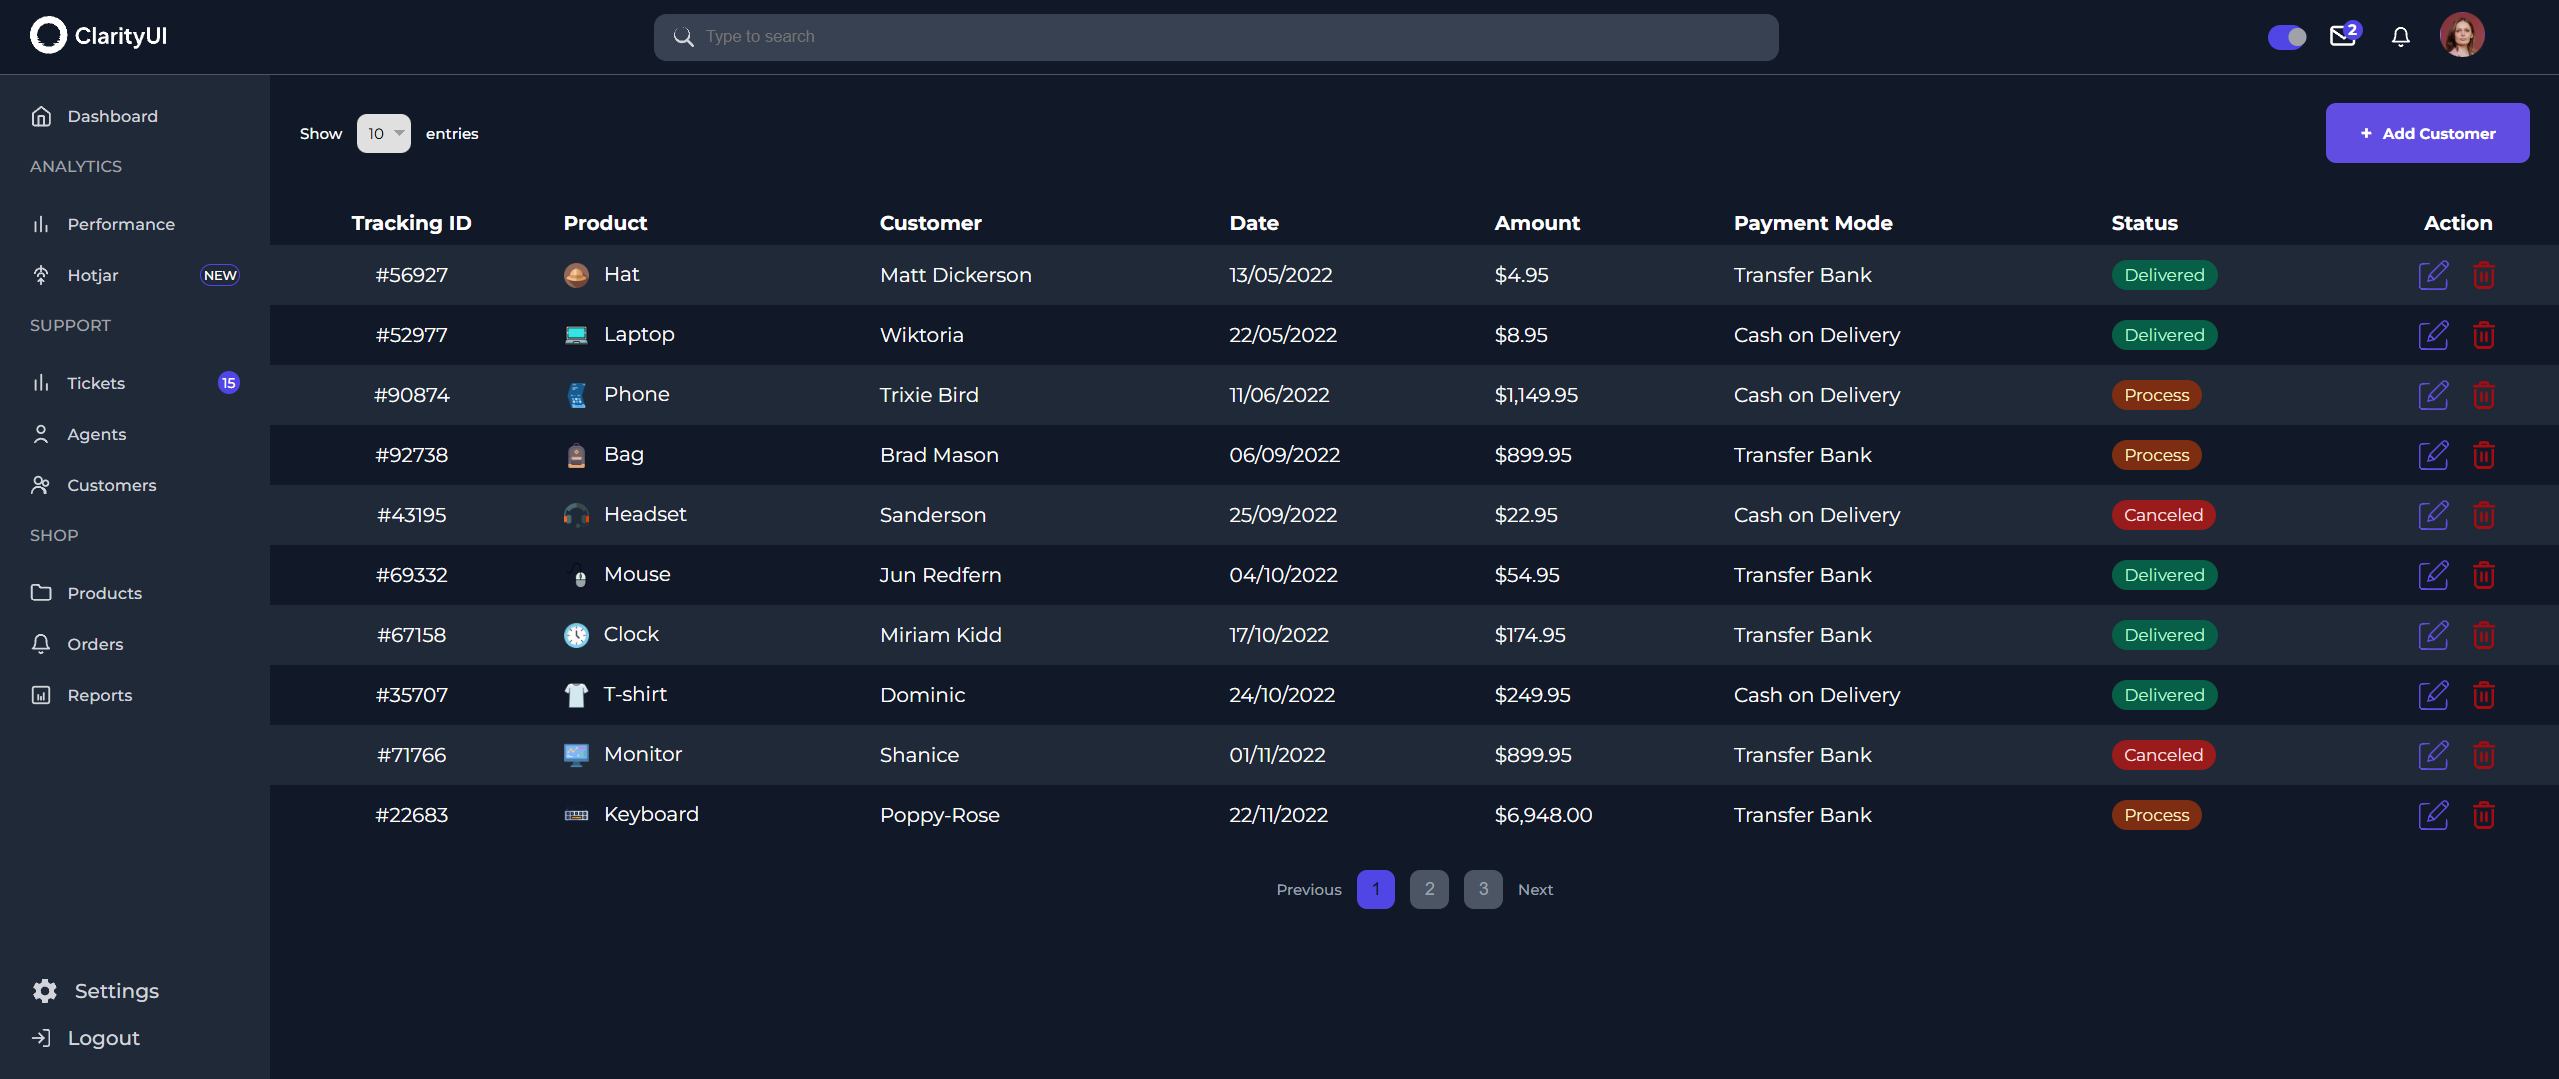 ClarityUI
Type to search
2
Dashboard
ANALYTICS
Performance
Hotjar NEW
SUPPORT
Tickets 15
Agents
Customers
SHOP
Products
Orders
Reports
Settings
Logout
Show 10 entries
+ Add Customer
Tracking ID Product Customer Date Amount Payment Mode Status Action
#56927 Hat Matt Dickerson 13/05/2022 $4.95 Transfer Bank Delivered
#52977 Laptop Wiktoria 22/05/2022 $8.95 Cash on Delivery Delivered
#90874 Phone Trixie Bird 11/06/2022 $1,149.95 Cash on Delivery Process
#92738 Bag Brad Mason 06/09/2022 $899.95 Transfer Bank Process
#43195 Headset Sanderson 25/09/2022 $22.95 Cash on Delivery Canceled
#69332 Mouse Jun Redfern 04/10/2022 $54.95 Transfer Bank Delivered
#67158 Clock Miriam Kidd 17/10/2022 $174.95 Transfer Bank Delivered
#35707 T-shirt Dominic 24/10/2022 $249.95 Cash on Delivery Delivered
#71766 Monitor Shanice 01/11/2022 $899.95 Transfer Bank Canceled
#22683 Keyboard Poppy-Rose 22/11/2022 $6,948.00 Transfer Bank Process
Previous 1 2 3 Next